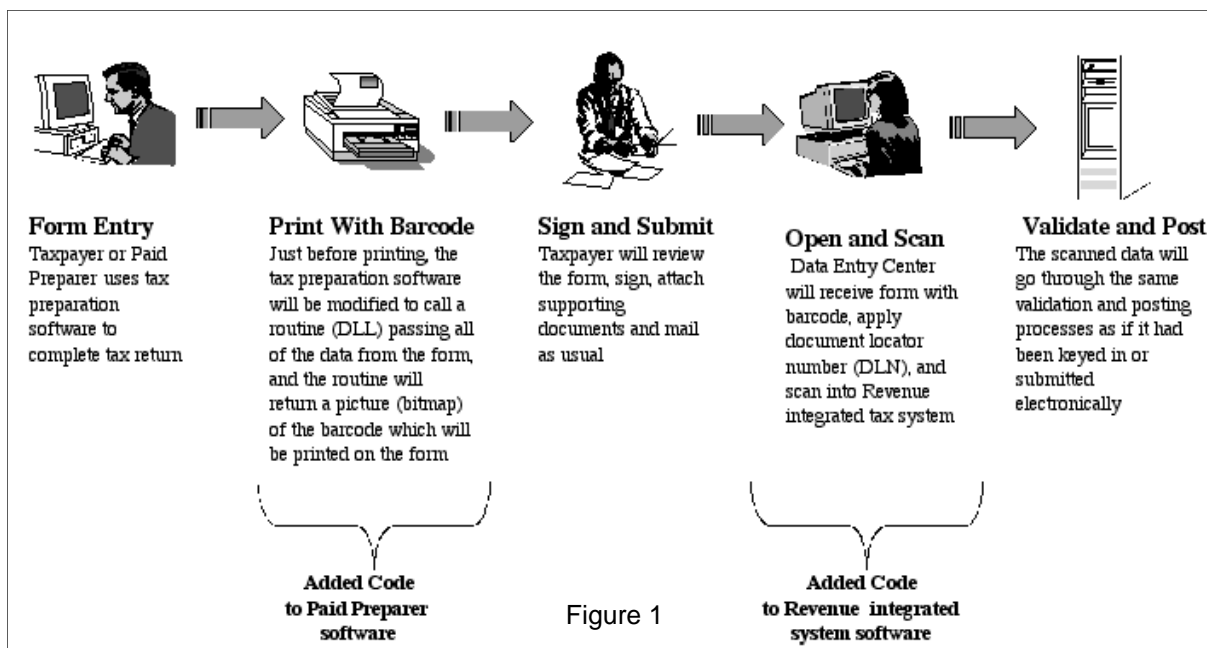 Form Entry
Taxpayer or Paid
Preparer uses tax
preparation
software to
complete tax return
Print With Barcode
Just before printing, the
tax preparation software
will be modified to call a
routine (DLL) passing all
of the data from the form,
and the routine will
return a picture (bitmap)
of the barcode which will
be printed on the form
Sign and Submit
Taxpayer will review
the form, sign, attach
supporting
documents and mail
as usual
Open and Scan
Data Entry Center
will receive form with
barcode, apply
document locator
number (DLN), and
scan into Revenue
integrated tax system
Validate and Post
The scanned data will
go through the same
validation and posting
processes as if it had
been keyed in or
submitted
electronically
Added Code
to Paid Preparer
software
Figure 1
Added Code
to Revenue integrated
system software